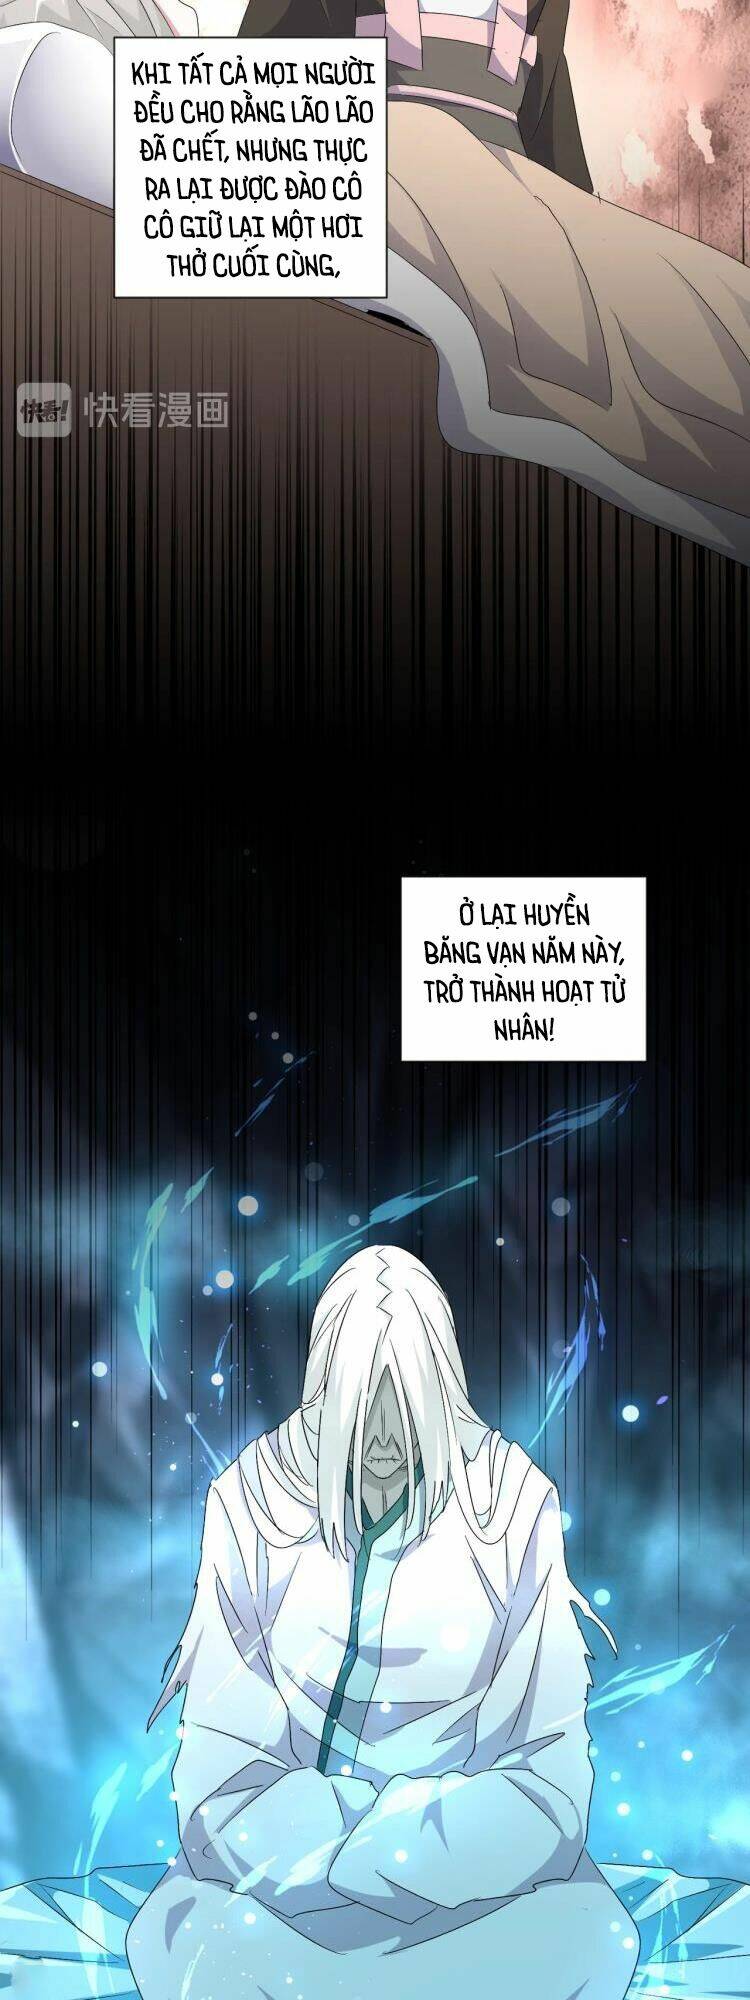 KHI TẤT CẢ MỌI NGƯỜI
ĐỀU CHO RẰNG LÃO LÃO
ĐÃ CHẾT, NHƯNG THỰC
RA LẠI ĐƯỢC ĐÀO CÔ
CÔ GIỮ LẠI MỘT HƠI
THỞ CUỐI CÙNG,
快看! 快看漫画
Ở LẠI HUYỀN
BĂNG VẠN NĂM NÀY,
TRỞ THÀNH HOẠT TỬ
NHÂN!